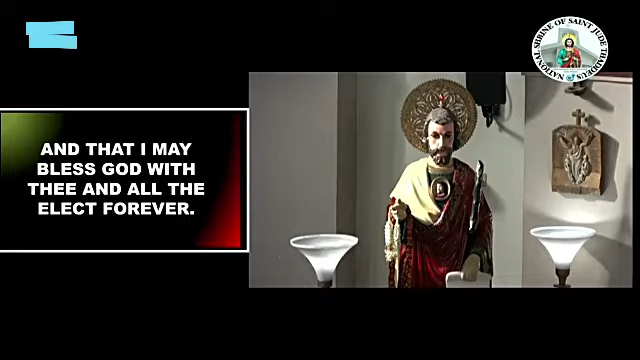 AND THAT I MAY
BLESS GOD WITH
THEE AND ALL THE
ELECT FOREVER.
NATIONAL SHRINE OF SAINT JUDE THADDEUS